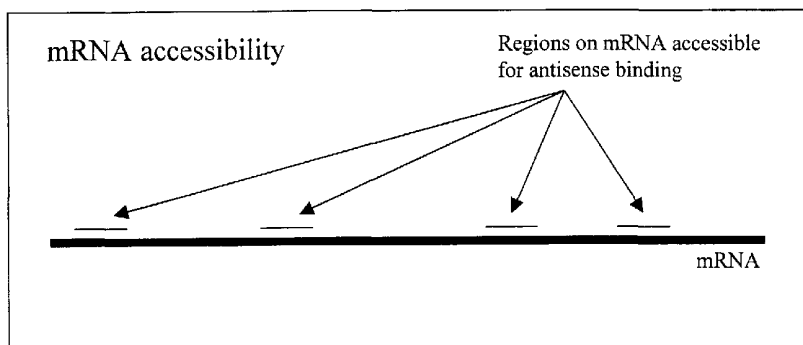 mRNA accessibility
Regions on mRNA accessible
for antisense binding
mRNA